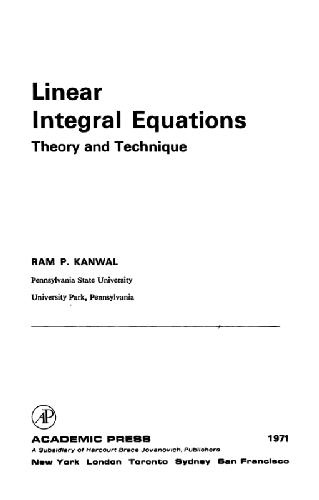 Linear
Integral Equations
Theory and Technique
RAM P. KANWAL
Pennsylvania State University
University Park, Pennsylvania
AP
ACADEMIC PRESS 1971
A Subsidiary of Harcourt Brace Jovanovich, Publishers
New York London Toronto Sydney San Francisco